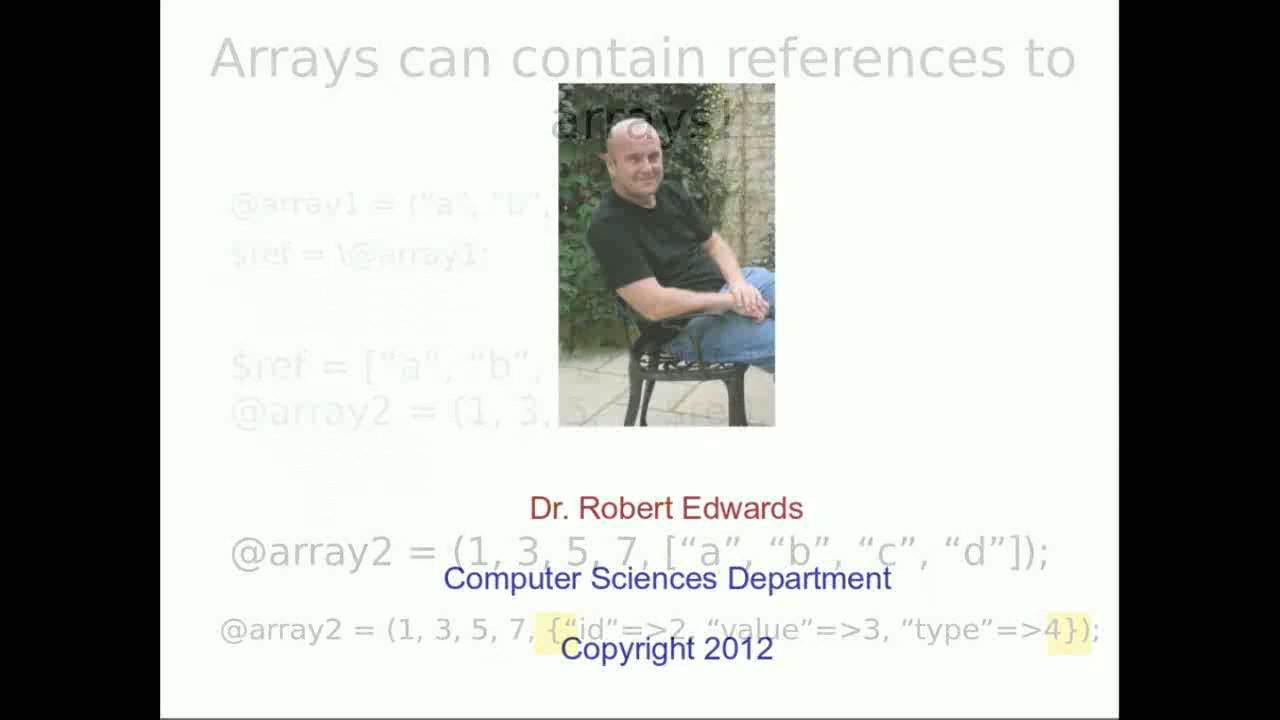 Arrays can contain references to
arrays!
@array1 = ("a", "b",
$ref = \@array1;
$ref = [“a”, “b”,
@array2 = (1, 3, 5,
Dr. Robert Edwards
@array2 = (1, 3, 5, 7, [“a”, “b”, “c”, “d”]);
Computer Sciences Department
@array2 = (1, 3, 5, 7, {“id”=>2, “value”=>3, “type”=>4});
Copyright 2012